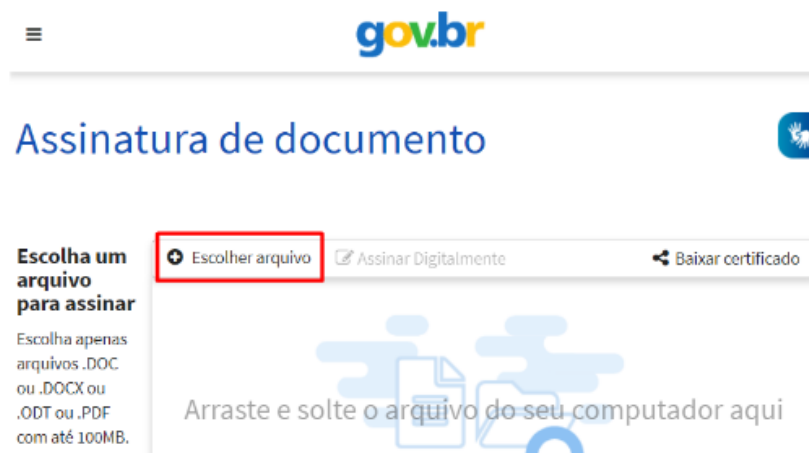 gov.br
Assinatura de documento
Escolha um
arquivo
para assinar
Escolha apenas
arquivos .DOC
ou .DOCX ou
.ODT ou .PDF
com até 100MB.
Escolher arquivo
Assinar Digitalmente
Baixar certificado
Arraste e solte o arquivo do seu computador aqui